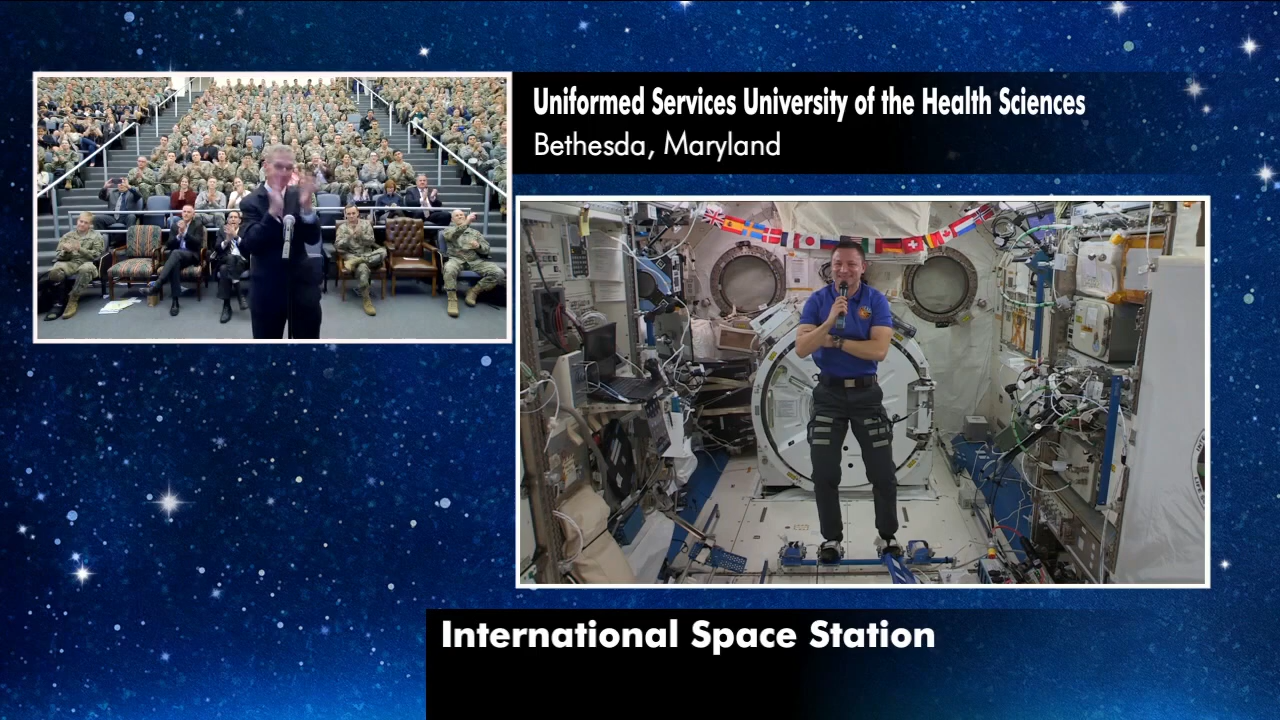 Uniformed Services University of the Health Sciences
Bethesda, Maryland
International Space Station